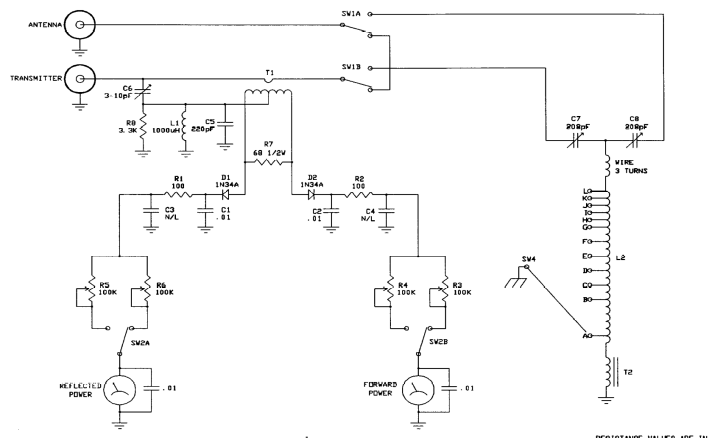 SW1A
ANTENNA
SW1B
TRANSMITTER
T1
C6
3-10pF
R8
3.3K
L1
1000uH
C5
220pF
R7
68 1/2W
C7
208pF
C8
208pF
WIRE
3 TURNS
R1
100
D1
1N34A
D2
1N34A
R2
100
C3
N/L
C1
.01
C2
.01
C4
N/L
L
K
J
I
H
G
F
E
D
C
B
A
L2
SW4
R5
100K
R6
100K
R4
100K
R3
100K
SW2A
SW2B
REFLECTED
POWER
.01
FORWARD
POWER
.01
T2